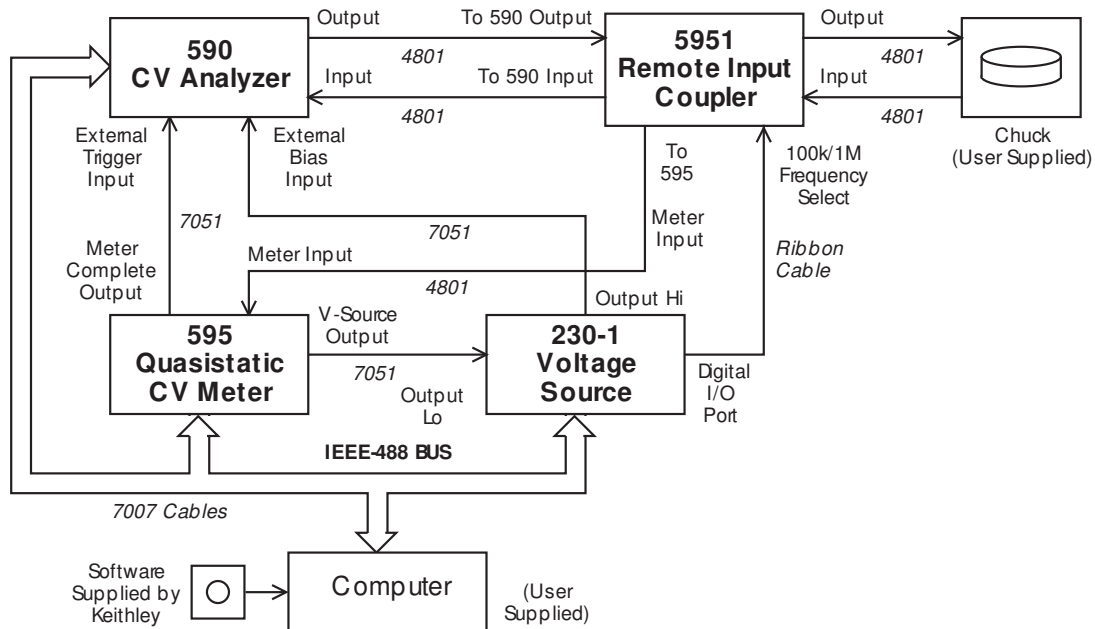 Output
To 590 Output
Output
590
CV Analyzer
4801
5951
Remote Input
Coupler
4801
Input
To 590 Input
Input
4801
4801
External
Trigger
Input
External
Bias
Input
To
595
100k/1M
Frequency
Select
Chuck
(User Supplied)
7051
7051
Meter
Input
Meter
Complete
Output
Meter Input
4801
Ribbon
Cable
Output Hi
V-Source
Output
595
Quasistatic
CV Meter
7051
230-1
Voltage
Source
Output
Lo
Digital
I/O
Port
IEEE-488 BUS
7007 Cables
Software
Supplied by
Keithley
Computer
(User
Supplied)